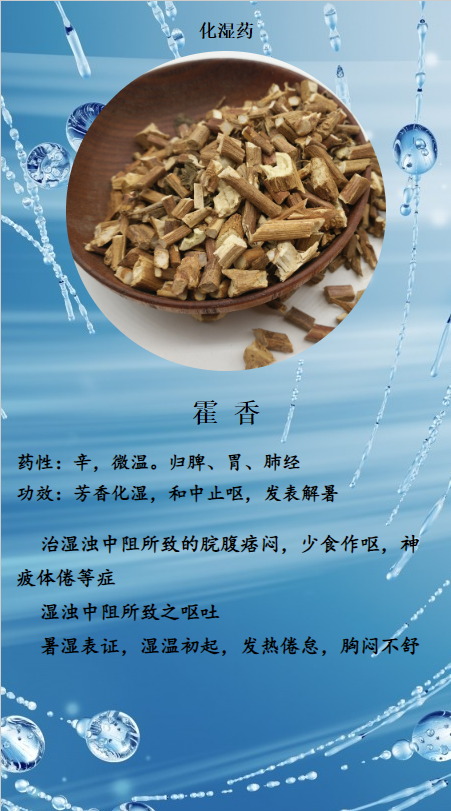 化湿药
霍 香
药性：辛，微温。归脾、胃、肺经
功效：芳香化湿，和中止呕，发表解暑
治湿浊中阻所致的脘腹痞闷，少食作呕，神
疲体倦等症
湿浊中阻所致之呕吐
暑湿表证，湿温初起，发热倦怠，胸闷不舒